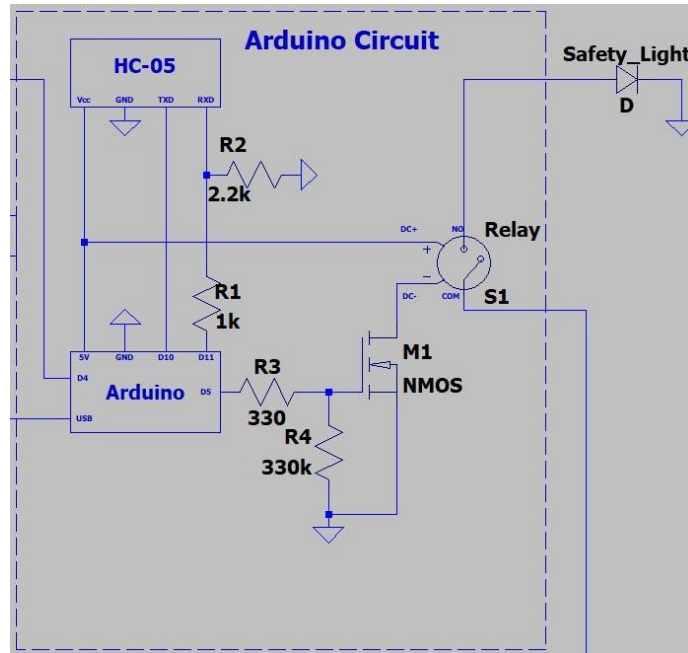 Arduino Circuit
Safety_Light
HC-05
D
Vcc GND TXD RXD
R2
2.2k
DC+ NO
Relay
+
-
DC- COM
S1
R1
1k
M1
NMOS
5V GND D10 D11
D4
Arduino
D5
USB
R3
330
R4
330k